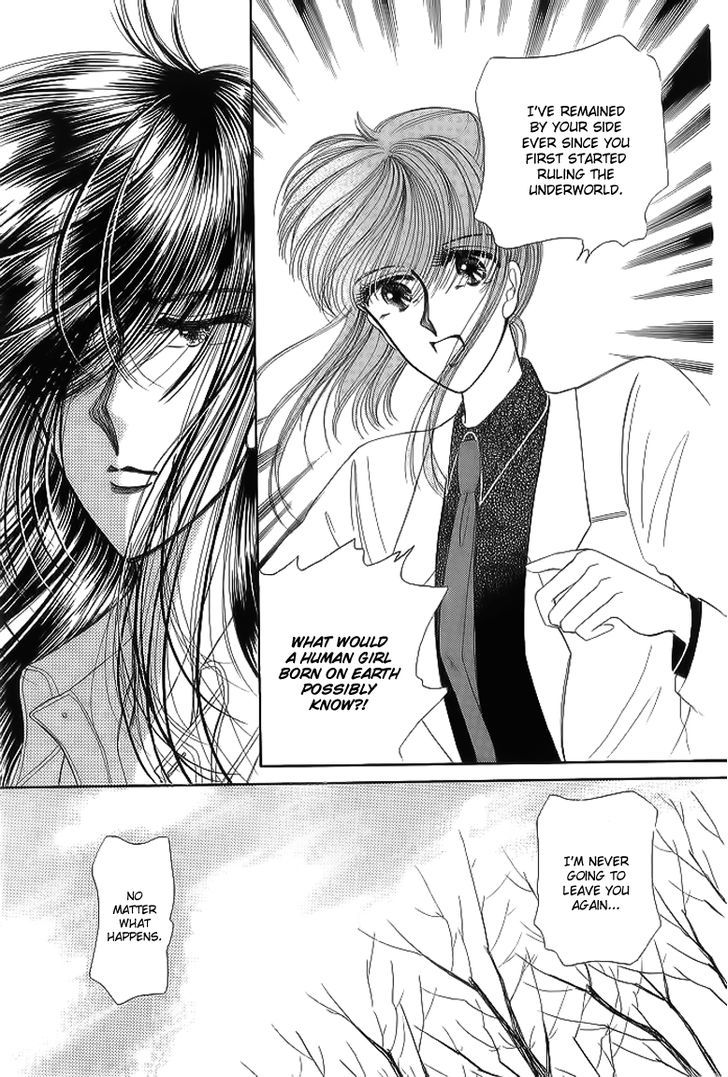 I'VE REMAINED
BY YOUR SIDE
EVER SINCE YOU
FIRST STARTED
RULING THE
UNDERWORLD.
WHAT WOULD
A HUMAN GIRL
BORN ON EARTH
POSSIBLY
KNOW?!
I'M NEVER
GOING TO
LEAVE YOU
AGAIN...
NO
MATTER
WHAT
HAPPENS.